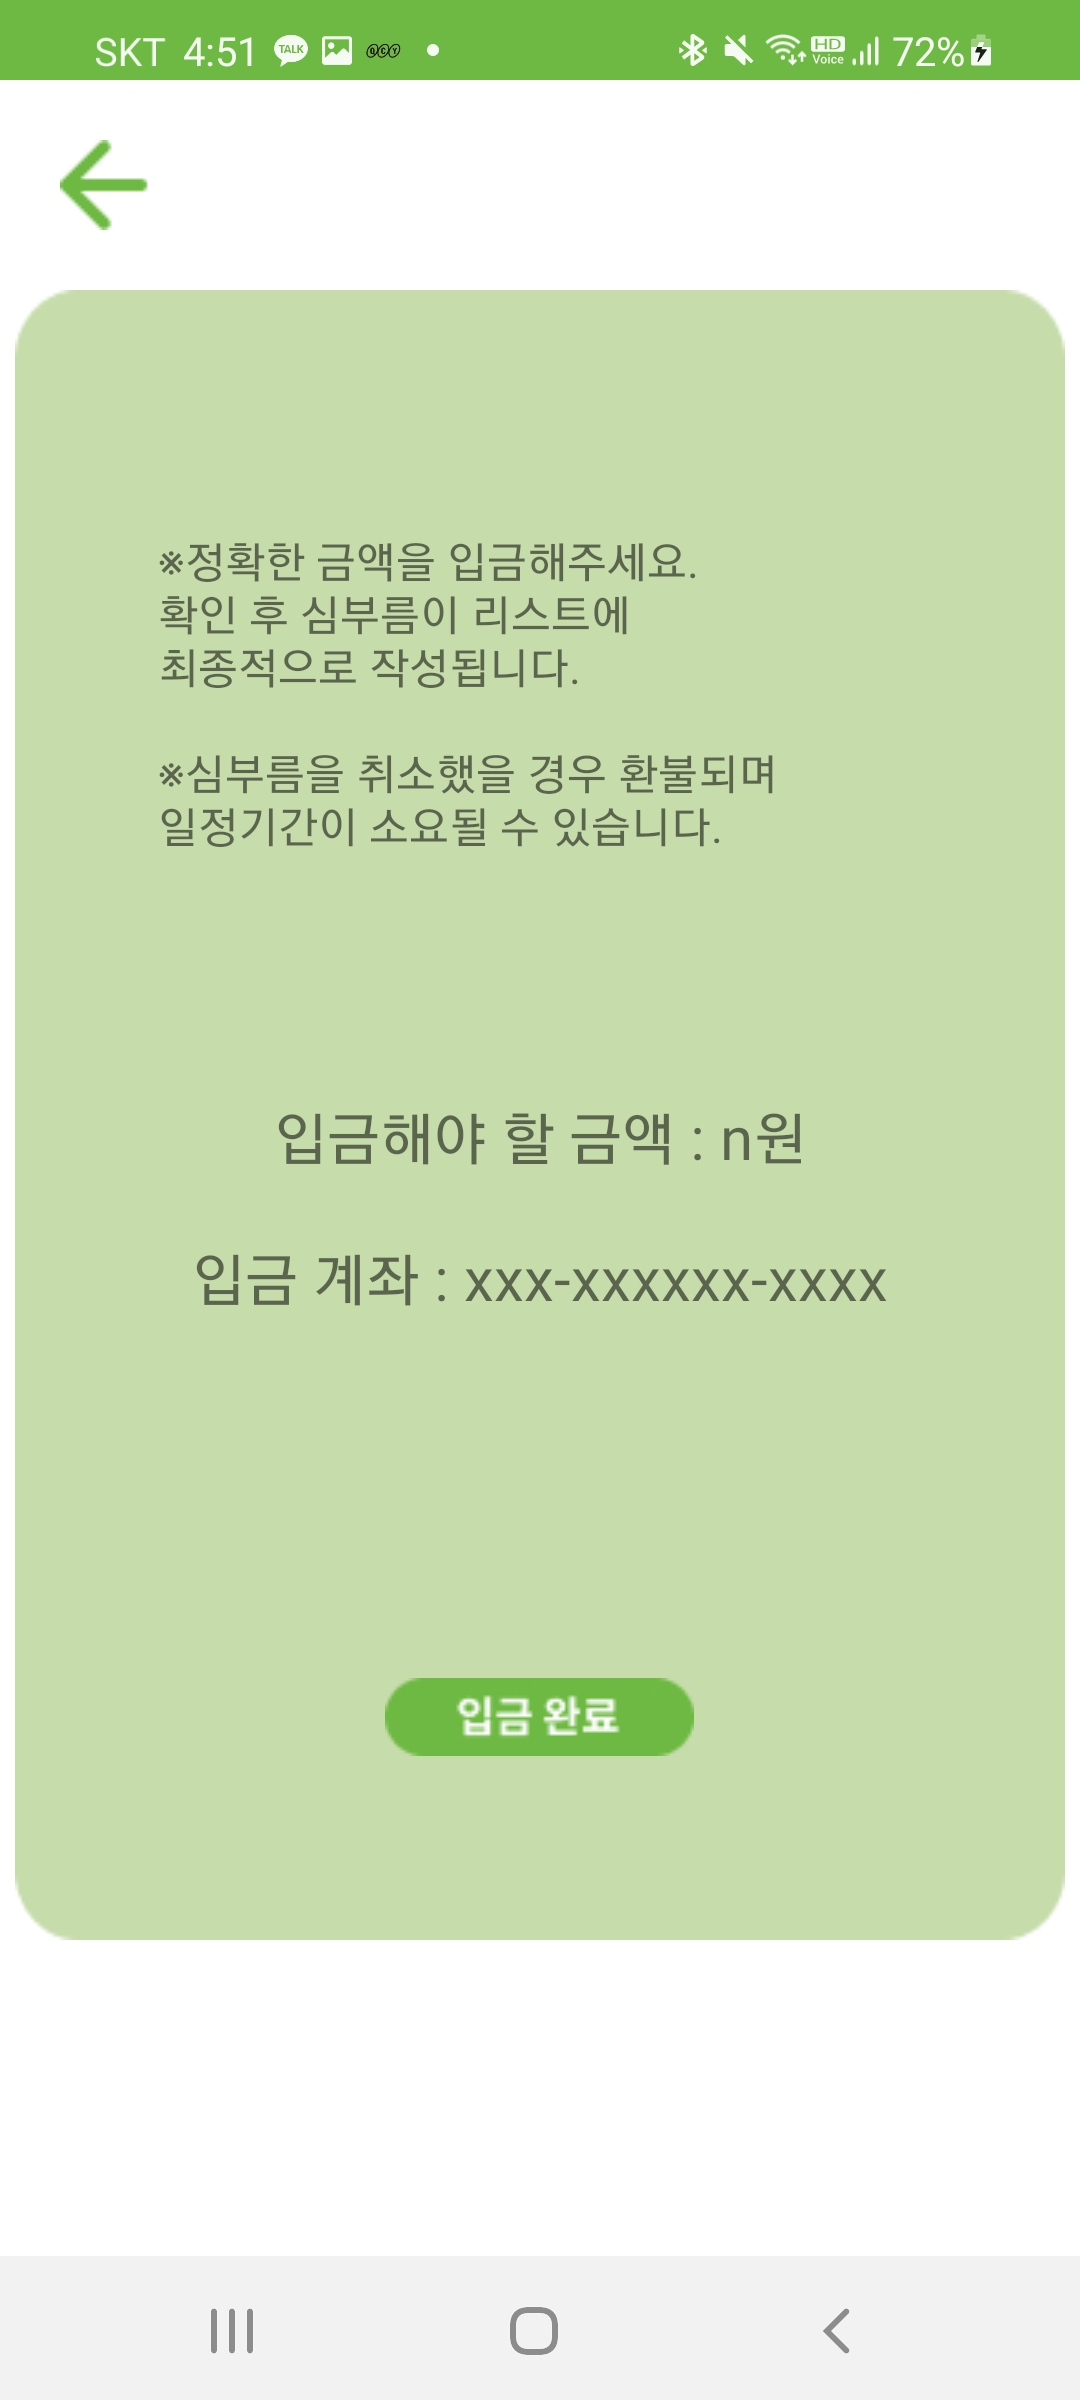 SKT 4:51 TALK HD Voice 72%
※정확한 금액을 입금해주세요.
확인 후 심부름이 리스트에
최종적으로 작성됩니다.
※심부름을 취소했을 경우 환불되며
일정기간이 소요될 수 있습니다.
입금해야 할 금액 : n원
입금 계좌 : xxx-xxxxxx-xxxx
입금 완료